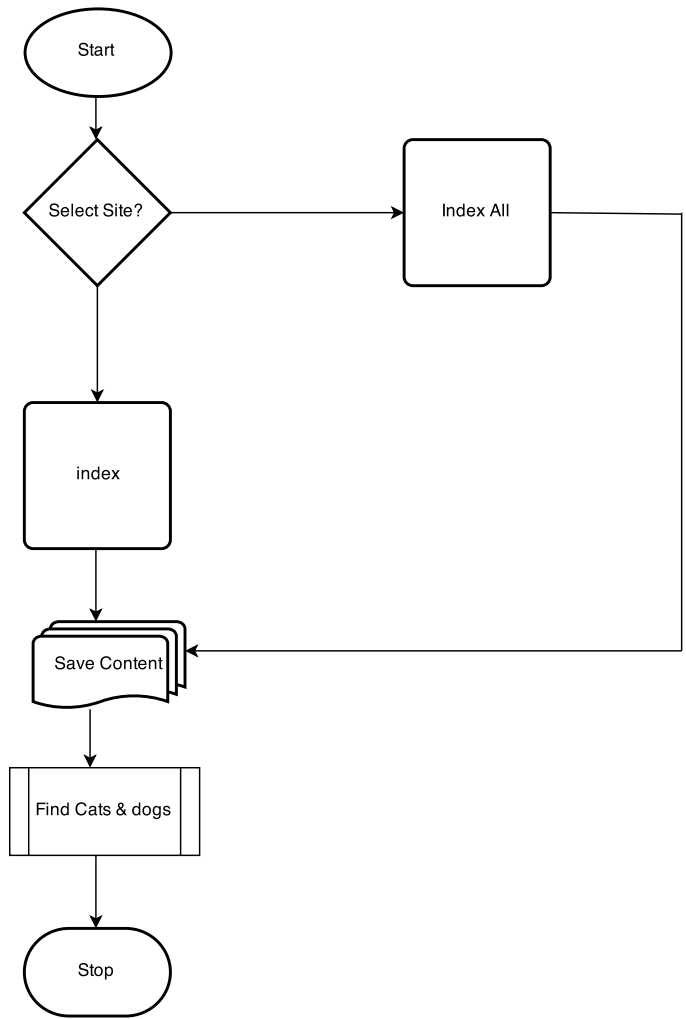 Start
Select Site?
Index All
index
Save Content
Find Cats & dogs
Stop